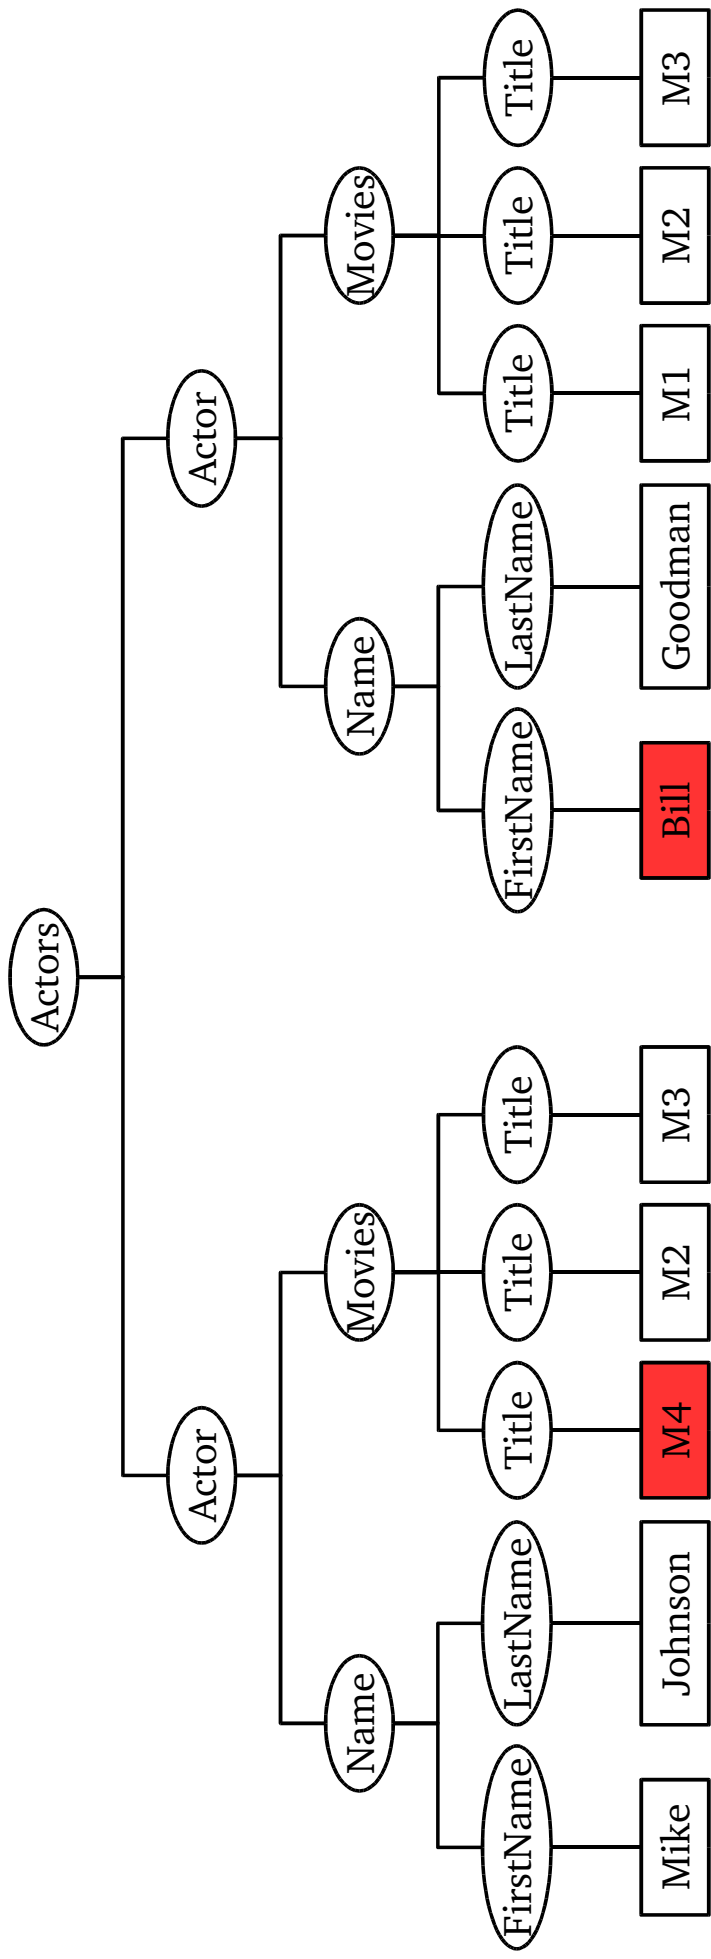 Actors
Actor
Actor
Name
Movies
Name
Movies
FirstName
LastName
Title
Title
Title
FirstName
LastName
Title
Title
Title
Mike
Johnson
M4
M2
M3
Bill
Goodman
M1
M2
M3